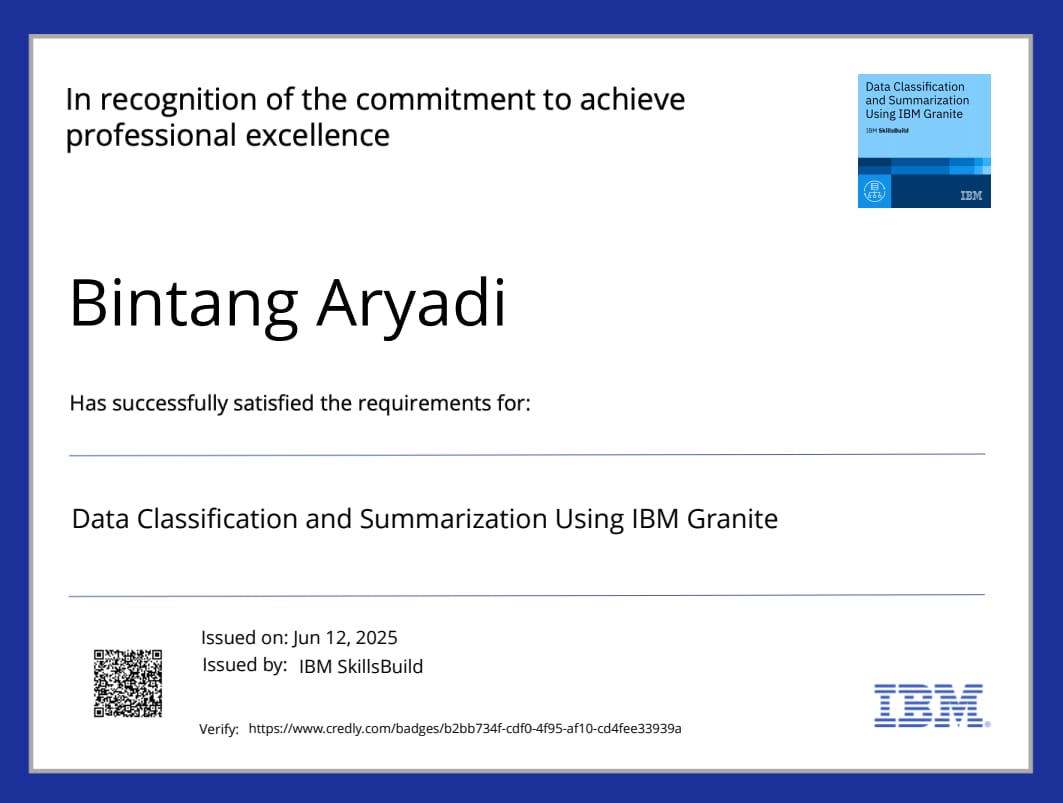 In recognition of the commitment to achieve
professional excellence
Data Classification
and Summarization
Using IBM Granite
IBM SkillsBuild
IBM
Bintang Aryadi
Has successfully satisfied the requirements for:
Data Classification and Summarization Using IBM Granite
Issued on: Jun 12, 2025
Issued by: IBM SkillsBuild
Verify: https://www.credly.com/badges/b2bb734f-cdf0-4f95-af10-cd4fee33939a
IBM®